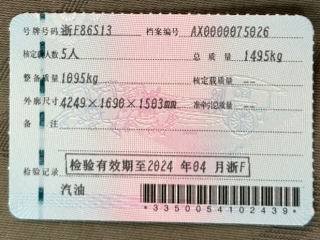 号牌号码 浙F86S13 档案编号 AX0000075026
核定载人数 5人 总质量 1495kg
整备质量 1095kg 核定载质量 --
外廓尺寸 4249×1690×1503mm 准牵引总质量 --
备注
检验有效期至2024 年 04 月浙F
检验记录
汽油
*3350054102439*